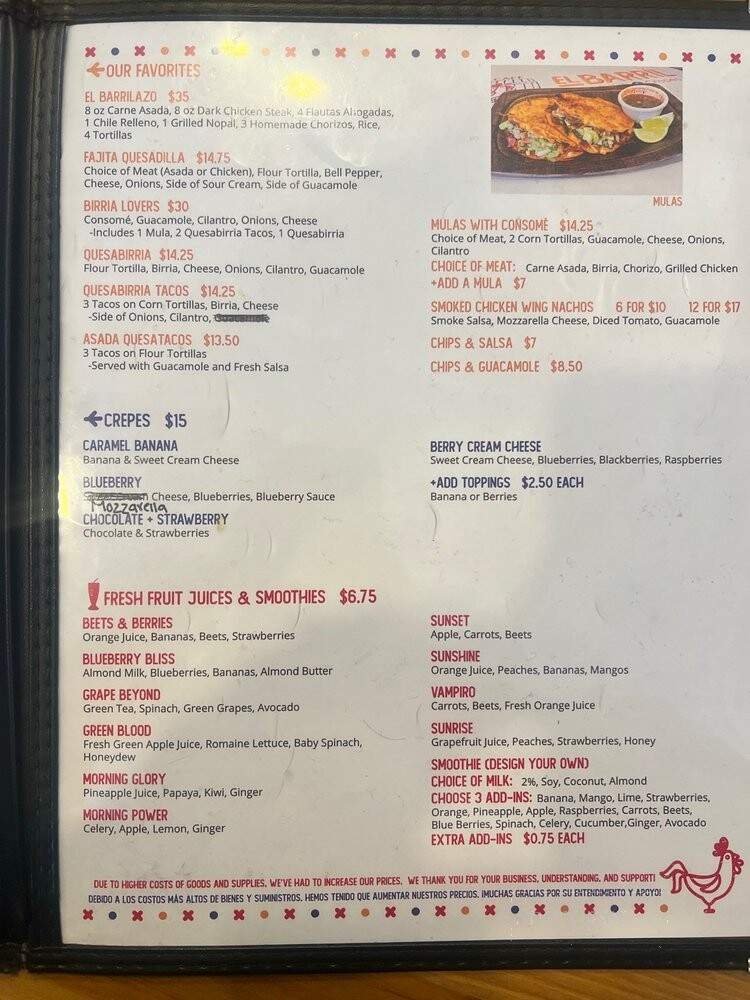 OUR FAVORITES
EL BARRILAZO $35
8 oz Carne Asada, 8 oz Dark Chicken Steak, 4 Flautas Ahogadas,
1 Chile Relleno, 1 Grilled Nopal, 3 Homemade Chorizos, Rice,
4 Tortillas
FAJITA QUESADILLA $14.75
Choice of Meat (Asada or Chicken), Flour Tortilla, Bell Pepper,
Cheese, Onions, Side of Sour Cream, Side of Guacamole
BIRRIA LOVERS $30
Consomé, Guacamole, Cilantro, Onions, Cheese
-Includes 1 Mula, 2 Quesabirria Tacos, 1 Quesabirria
QUESABIRRIA $14.25
Flour Tortilla, Birria, Cheese, Onions, Cilantro, Guacamole
QUESABIRRIA TACOS $14.25
3 Tacos on Corn Tortillas, Birria, Cheese
-Side of Onions, Cilantro,
ASADA QUESATACOS $13.50
3 Tacos on Flour Tortillas
-Served with Guacamole and Fresh Salsa
EL BARRIL
MULAS
MULAS WITH CONSOMÉ $14.25
Choice of Meat, 2 Corn Tortillas, Guacamole, Cheese, Onions,
Cilantro
CHOICE OF MEAT: Carne Asada, Birria, Chorizo, Grilled Chicken
+ADD A MULA $7
SMOKED CHICKEN WING NACHOS 6 FOR $10 12 FOR $17
Smoke Salsa, Mozzarella Cheese, Diced Tomato, Guacamole
CHIPS & SALSA $7
CHIPS & GUACAMOLE $8.50
CREPES $15
CARAMEL BANANA
Banana & Sweet Cream Cheese
BLUEBERRY
Cheese, Blueberries, Blueberry Sauce
Mozzarella
CHOCOLATE + STRAWBERRY
Chocolate & Strawberries
BERRY CREAM CHEESE
Sweet Cream Cheese, Blueberries, Blackberries, Raspberries
+ADD TOPPINGS $2.50 EACH
Banana or Berries
FRESH FRUIT JUICES & SMOOTHIES $6.75
BEETS & BERRIES
Orange Juice, Bananas, Beets, Strawberries
BLUEBERRY BLISS
Almond Milk, Blueberries, Bananas, Almond Butter
GRAPE BEYOND
Green Tea, Spinach, Green Grapes, Avocado
GREEN BLOOD
Fresh Green Apple Juice, Romaine Lettuce, Baby Spinach,
Honeydew
MORNING GLORY
Pineapple Juice, Papaya, Kiwi, Ginger
MORNING POWER
Celery, Apple, Lemon, Ginger
SUNSET
Apple, Carrots, Beets
SUNSHINE
Orange Juice, Peaches, Bananas, Mangos
VAMPIRO
Carrots, Beets, Fresh Orange Juice
SUNRISE
Grapefruit Juice, Peaches, Strawberries, Honey
SMOOTHIE (DESIGN YOUR OWN)
CHOICE OF MILK: 2%, Soy, Coconut, Almond
CHOOSE 3 ADD-INS: Banana, Mango, Lime, Strawberries,
Orange, Pineapple, Apple, Raspberries, Carrots, Beets,
Blue Berries, Spinach, Celery, Cucumber,Ginger, Avocado
EXTRA ADD-INS $0.75 EACH
DUE TO HIGHER COSTS OF GOODS AND SUPPLIES, WE'VE HAD TO INCREASE OUR PRICES. WE THANK YOU FOR YOUR BUSINESS, UNDERSTANDING, AND SUPPORT!
DEBIDO A LOS COSTOS MÁS ALTOS DE BIENES Y SUMINISTROS, HEMOS TENIDO QUE AUMENTAR NUESTROS PRECIOS. ¡MUCHAS GRACIAS POR SU ENTENDIMIENTO Y APOYO!